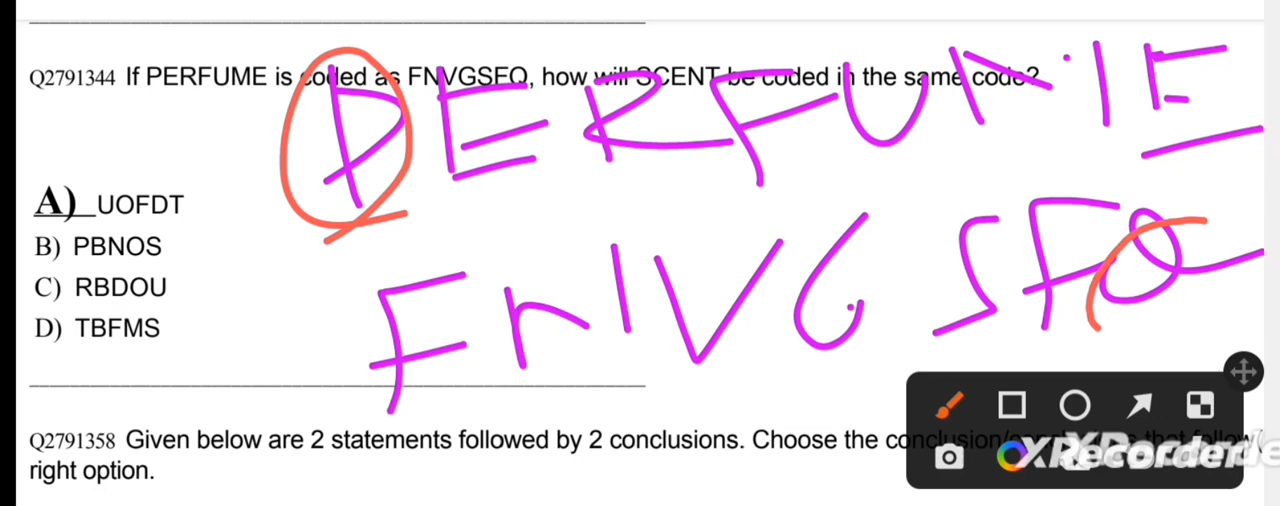 Q2791344 If PERFUME is coded as FNVGSFQ, how will SCENT be coded in the same code?
PERFUME
A) UOFDT
B) PBNOS
FNVGSFQ
C) RBDOU
D) TBFMS
Q2791358 Given below are 2 statements followed by 2 conclusions. Choose the
right option.
XRecorder